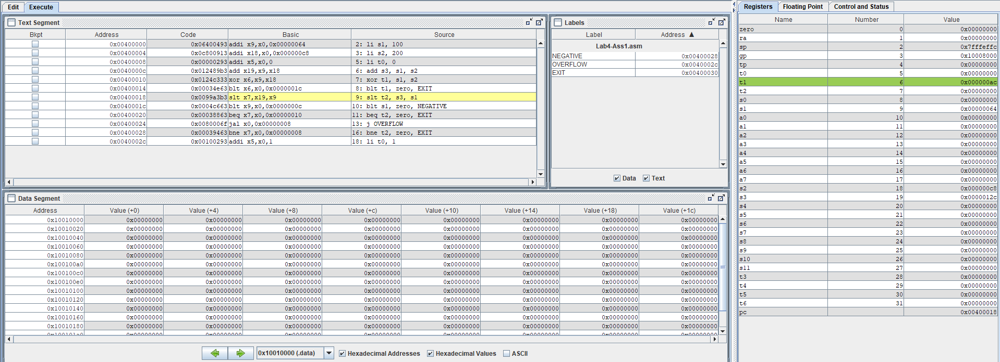 Edit Execute
Text Segment
Bkpt Address Code Basic Source
0x00400000 0x06400493 addi x9,x0,0x00000064 2: li s1, 100
0x00400004 0x0c800913 addi x18,x0,0x000000c8 3: li s2, 200
0x00400008 0x00000293 addi x5,x0,0 5: li t0, 0
0x0040000c 0x012489b3 add x19,x9,x18 6: add s3, s1, s2
0x00400010 0x0124c333 xor x6,x9,x18 7: xor t1, s1, s2
0x00400014 0x00034e63 blt x6,x0,0x0000001c 8: blt t1, zero, EXIT
0x00400018 0x0099a3b3 slt x7,x19,x9 9: slt t2, s3, s1
0x0040001c 0x0004c663 blt x9,x0,0x0000000c 10: blt s1, zero, NEGATIVE
0x00400020 0x00038863 beq x7,x0,0x00000010 11: beq t2, zero, EXIT
0x00400024 0x0080006f jal x0,0x00000008 13: j OVERFLOW
0x00400028 0x00039463 bne x7,x0,0x00000008 16: bne t2, zero, EXIT
0x0040002c 0x00100293 addi x5,x0,1 18: li t0, 1
Labels
Label Address ▲
Lab4-Ass1.asm
NEGATIVE 0x00400028
OVERFLOW 0x0040002c
EXIT 0x00400030
Data Text
Data Segment
Address Value (+0) Value (+4) Value (+8) Value (+c) Value (+10) Value (+14) Value (+18) Value (+1c)
0x10010000 0x00000000 0x00000000 0x00000000 0x00000000 0x00000000 0x00000000 0x00000000 0x00000000
0x10010020 0x00000000 0x00000000 0x00000000 0x00000000 0x00000000 0x00000000 0x00000000 0x00000000
0x10010040 0x00000000 0x00000000 0x00000000 0x00000000 0x00000000 0x00000000 0x00000000 0x00000000
0x10010060 0x00000000 0x00000000 0x00000000 0x00000000 0x00000000 0x00000000 0x00000000 0x00000000
0x10010080 0x00000000 0x00000000 0x00000000 0x00000000 0x00000000 0x00000000 0x00000000 0x00000000
0x100100a0 0x00000000 0x00000000 0x00000000 0x00000000 0x00000000 0x00000000 0x00000000 0x00000000
0x100100c0 0x00000000 0x00000000 0x00000000 0x00000000 0x00000000 0x00000000 0x00000000 0x00000000
0x100100e0 0x00000000 0x00000000 0x00000000 0x00000000 0x00000000 0x00000000 0x00000000 0x00000000
0x10010100 0x00000000 0x00000000 0x00000000 0x00000000 0x00000000 0x00000000 0x00000000 0x00000000
0x10010120 0x00000000 0x00000000 0x00000000 0x00000000 0x00000000 0x00000000 0x00000000 0x00000000
0x10010140 0x00000000 0x00000000 0x00000000 0x00000000 0x00000000 0x00000000 0x00000000 0x00000000
0x10010160 0x00000000 0x00000000 0x00000000 0x00000000 0x00000000 0x00000000 0x00000000 0x00000000
0x10010180 0x00000000 0x00000000 0x00000000 0x00000000 0x00000000 0x00000000 0x00000000 0x00000000
0x10010000 (.data) Hexadecimal Addresses Hexadecimal Values ASCII
Registers Floating Point Control and Status
Name Number Value
zero 0 0x00000000
ra 1 0x00000000
sp 2 0x7fffeffc
gp 3 0x10008000
tp 4 0x00000000
t0 5 0x00000000
t1 6 0x000000ac
t2 7 0x00000000
s0 8 0x00000000
s1 9 0x00000064
a0 10 0x00000000
a1 11 0x00000000
a2 12 0x00000000
a3 13 0x00000000
a4 14 0x00000000
a5 15 0x00000000
a6 16 0x00000000
a7 17 0x00000000
s2 18 0x000000c8
s3 19 0x0000012c
s4 20 0x00000000
s5 21 0x00000000
s6 22 0x00000000
s7 23 0x00000000
s8 24 0x00000000
s9 25 0x00000000
s10 26 0x00000000
s11 27 0x00000000
t3 28 0x00000000
t4 29 0x00000000
t5 30 0x00000000
t6 31 0x00000000
pc 0x00400018